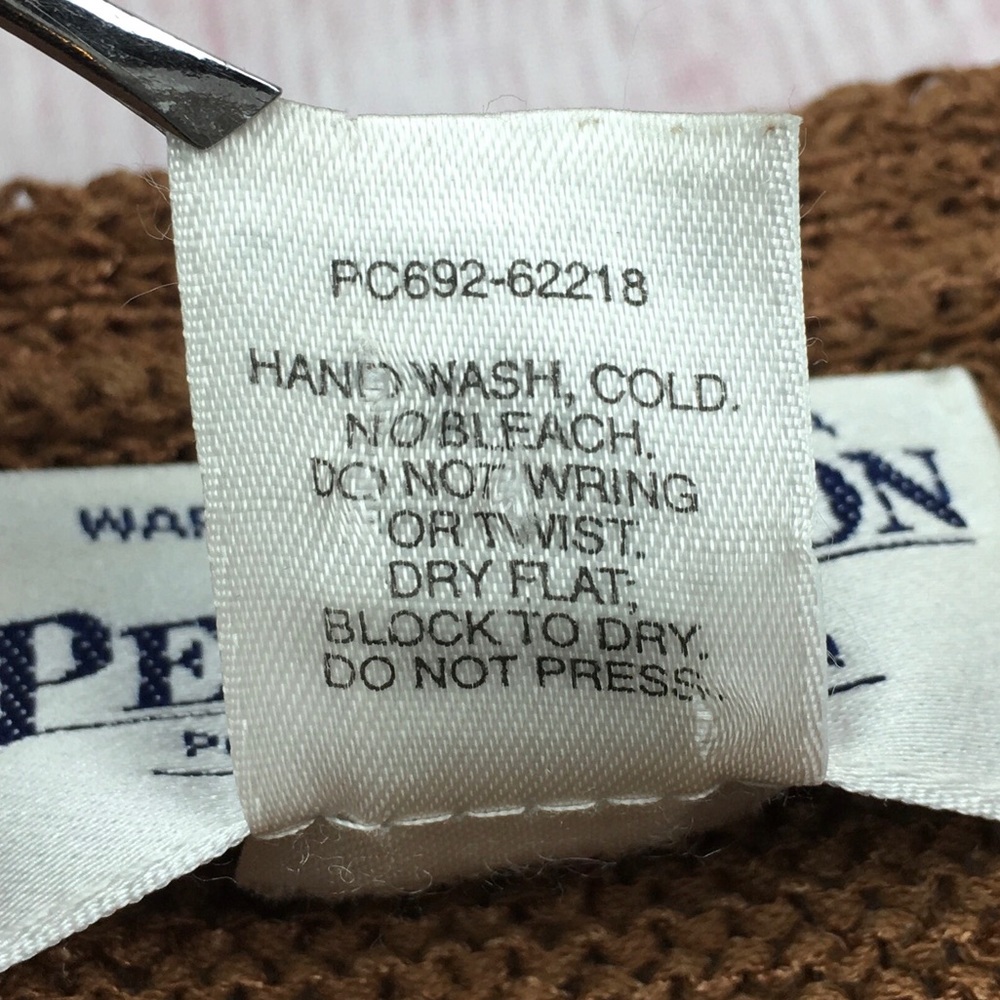 PC692-62218
HAND WASH, COLD.
NO BLEACH.
DO NOT WRING
OR TWIST.
DRY FLAT;
BLOCK TO DRY.
DO NOT PRESS.